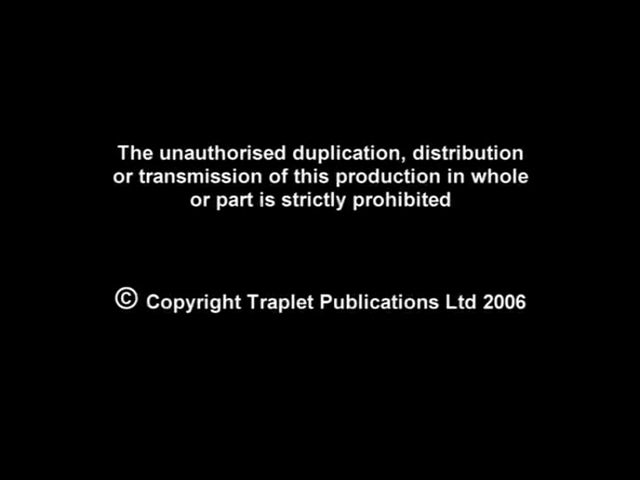 The unauthorised duplication, distribution
or transmission of this production in whole
or part is strictly prohibited
© Copyright Traplet Publications Ltd 2006